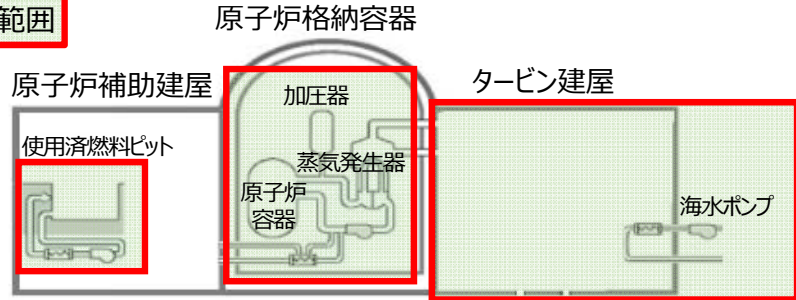 範囲
原子炉格納容器
原子炉補助建屋
タービン建屋
加圧器
使用済燃料ピット
蒸気発生器
原子炉
容器
海水ポンプ